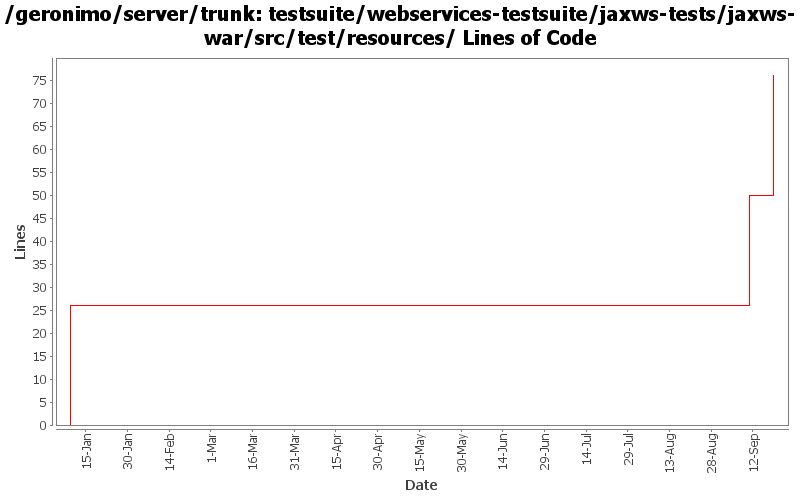 /geronimo/server/trunk: testsuite/webservices-testsuite/jaxws-tests/jaxws-
war/src/test/resources/ Lines of Code
75
70
65
60
55
50
45
40
35
30
25
20
15
10
5
0
Lines
15-Jan
30-Jan
14-Feb
1-Mar
16-Mar
31-Mar
15-Apr
30-Apr
15-May
30-May
14-Jun
29-Jun
14-Jul
29-Jul
13-Aug
28-Aug
12-Sep
Date